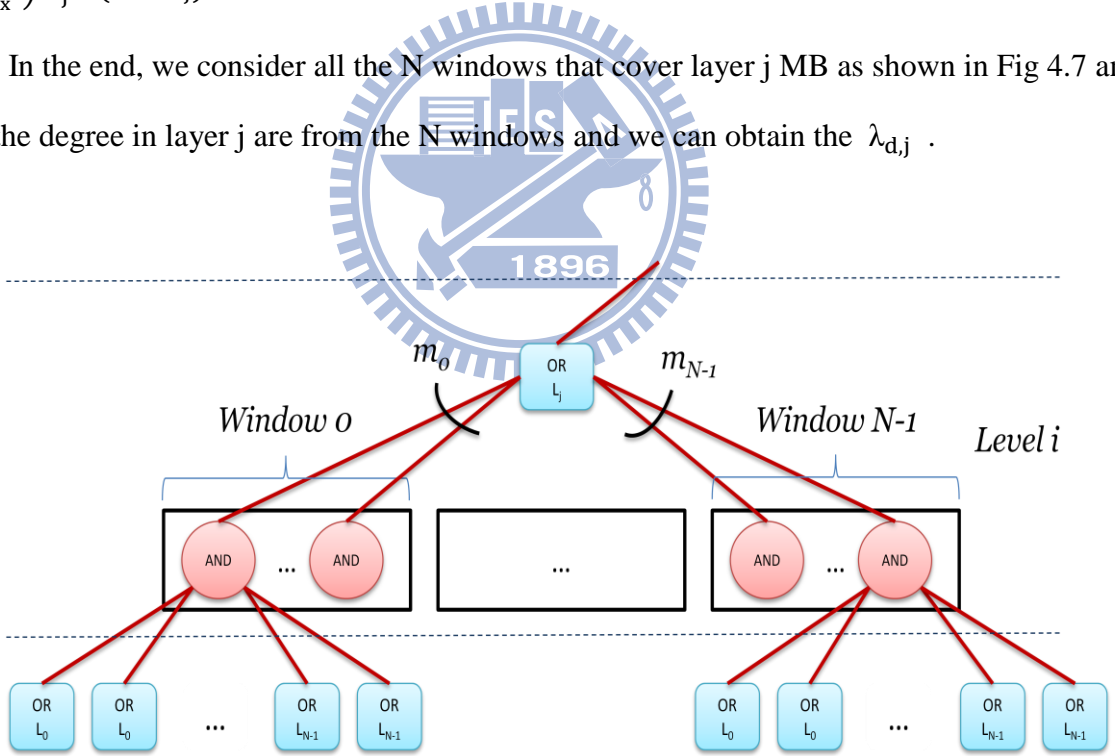 In the end, we consider all the N windows that cover layer j MB as shown in Fig 4.7
the degree in layer j are from the N windows and we can obtain the λd,j .
ES
1896
m0
OR
Lj
mN-1
Window 0
Window N-1
Level i
AND
...
AND
...
AND
...
AND
OR
L0
OR
L0
...
OR
LN-1
OR
LN-1
OR
L0
OR
L0
...
OR
LN-1
OR
LN-1